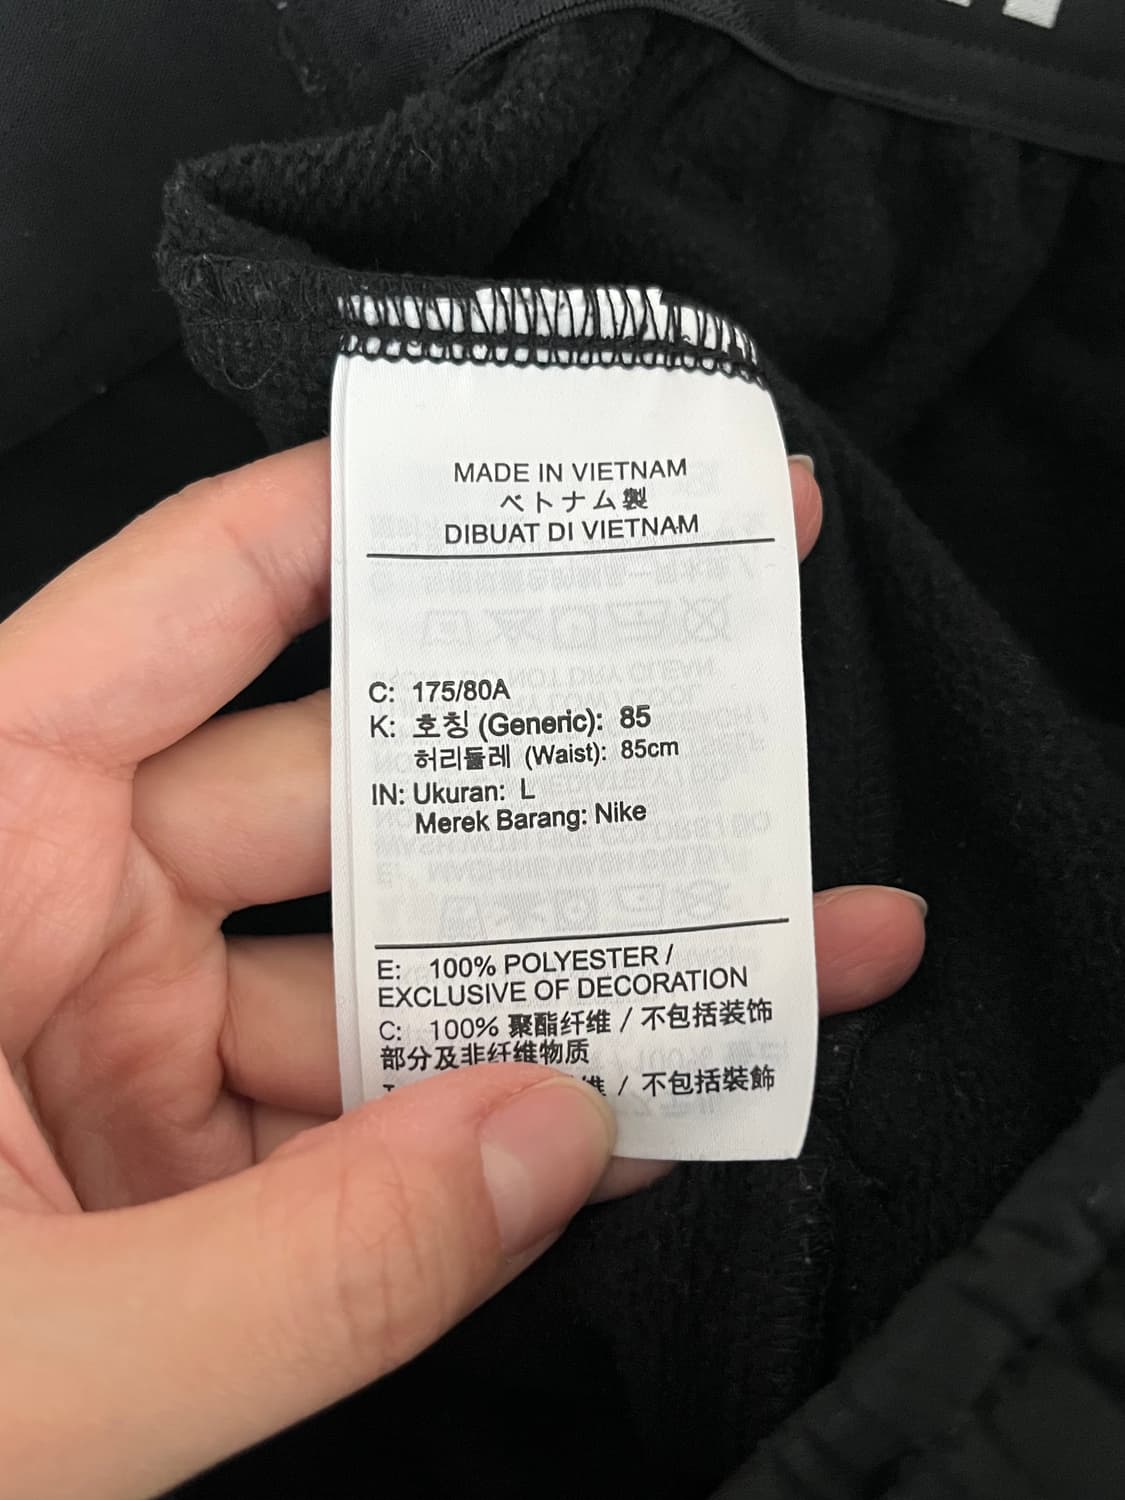 MADE IN VIETNAM
ベトナム製
DIBUAT DI VIETNAM
C: 175/80A
K: 호칭 (Generic): 85
허리둘레 (Waist): 85cm
IN: Ukuran: L
Merek Barang: Nike
E: 100% POLYESTER /
EXCLUSIVE OF DECORATION
C: 100% 聚酯纤维 / 不包括装饰
部分及非纤维物质
/ 不包括裝飾